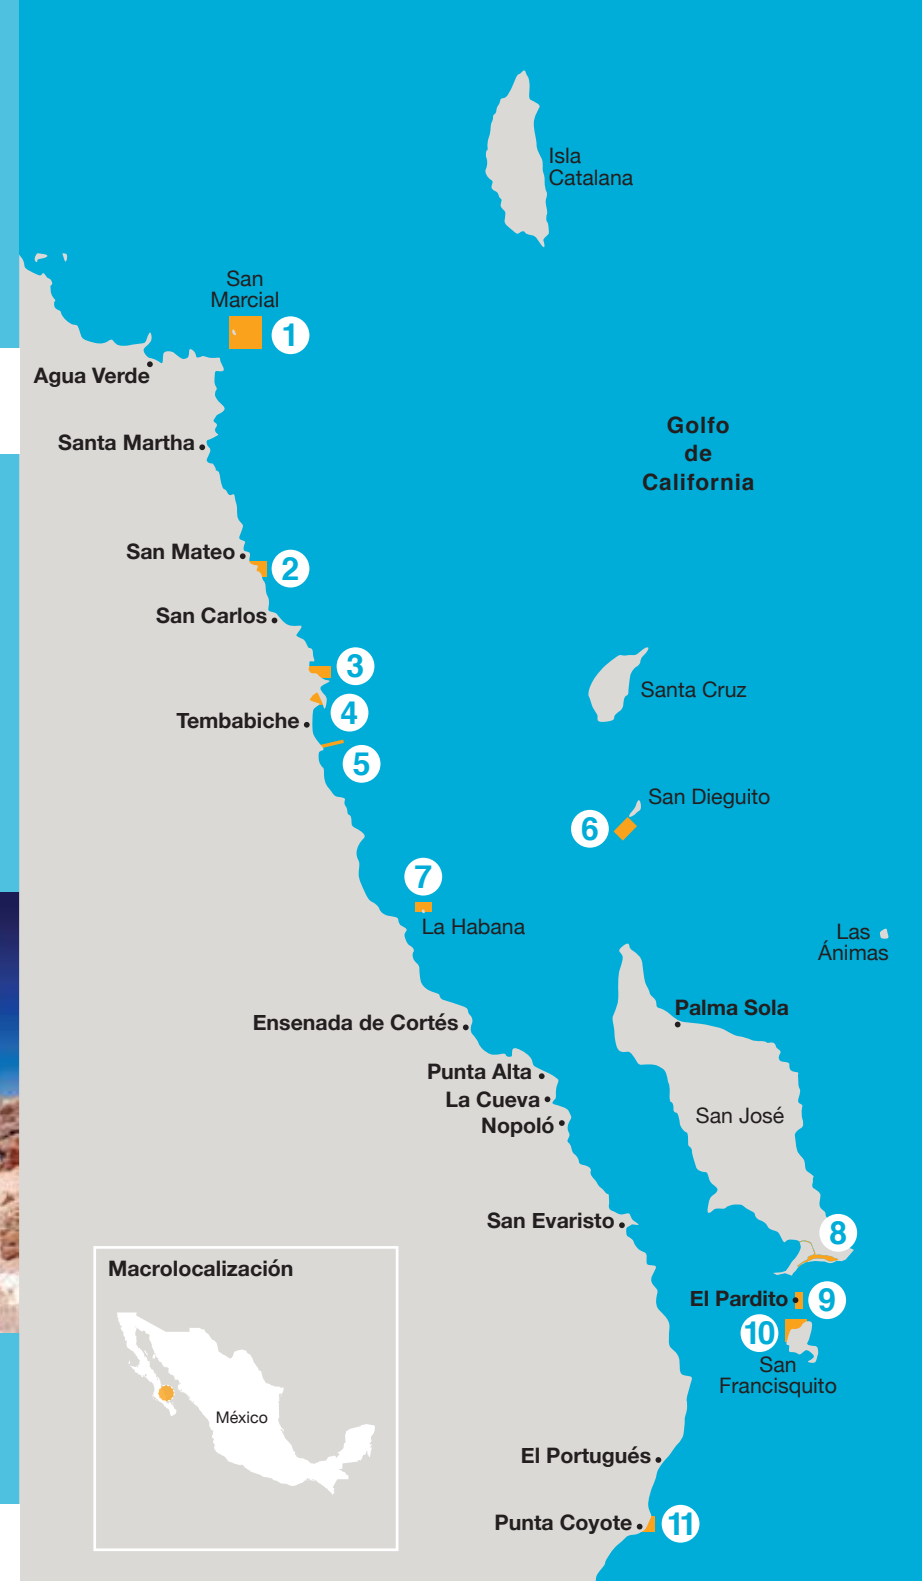 Isla
Catalana
San
Marcial
1
Agua Verde
Golfo
de
California
Santa Martha
San Mateo
2
San Carlos
3
Santa Cruz
4
Tembabiche
5
San Dieguito
6
7
La Habana
Las
Ánimas
Palma Sola
Ensenada de Cortés
Punta Alta
La Cueva
San José
Nopoló
San Evaristo
8
Macrolocalización
El Pardito
9
10
San
Francisquito
México
El Portugués
Punta Coyote
11